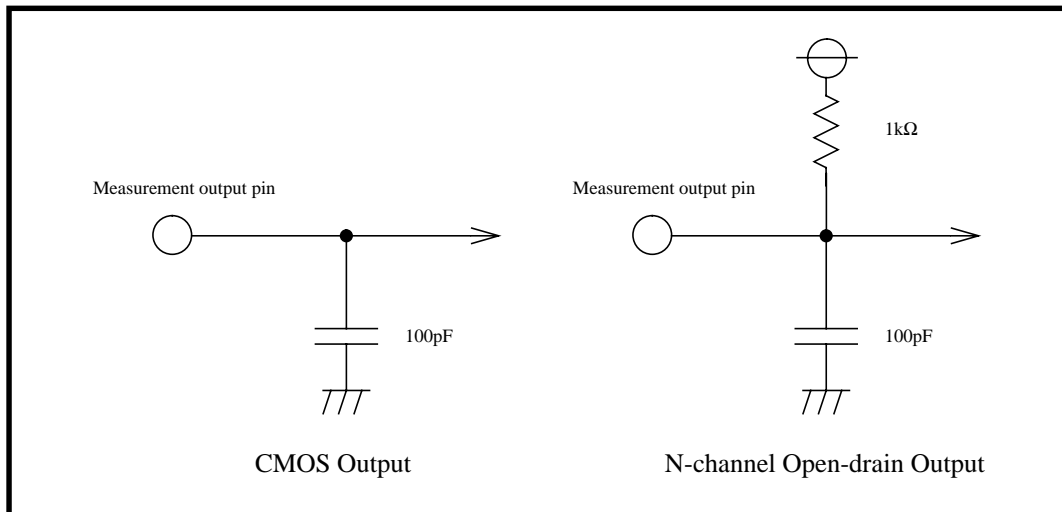 1kΩ
Measurement output pin
Measurement output pin
100pF
100pF
CMOS Output
N-channel Open-drain Output